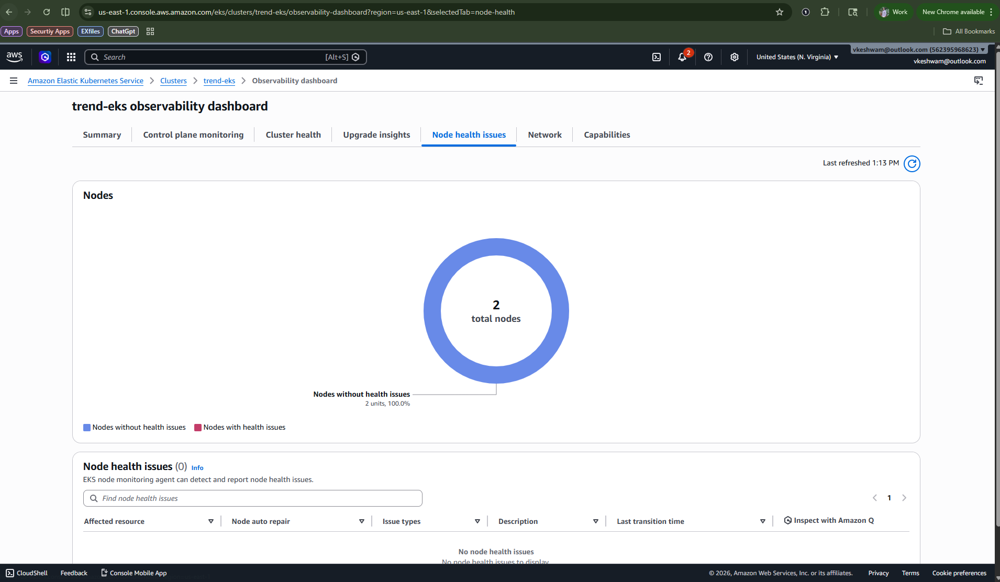 us-east-1.console.aws.amazon.com/eks/clusters/trend-eks/observability-dashboard?region=us-east-1&selectedTab=node-health
Work
New Chrome available
Apps
Securtiy Apps
EXfiles
ChatGpt
All Bookmarks
aws
Search
[Alt+S]
2
United States (N. Virginia)
vkeshwam@outlook.com (562395968623)
vkeshwam@outlook.com
Amazon Elastic Kubernetes Service
Clusters
trend-eks
Observability dashboard
trend-eks observability dashboard
Summary
Control plane monitoring
Cluster health
Upgrade insights
Node health issues
Network
Capabilities
Last refreshed 1:13 PM
Nodes
2
total nodes
Nodes without health issues
2 units, 100.0%
Nodes without health issues
Nodes with health issues
Node health issues (0) Info
EKS node monitoring agent can detect and report node health issues.
Find node health issues
1
Affected resource
Node auto repair
Issue types
Description
Last transition time
Inspect with Amazon Q
No node health issues
No node health issues to display
CloudShell
Feedback
Console Mobile App
© 2026, Amazon Web Services, Inc. or its affiliates.
Privacy
Terms
Cookie preferences